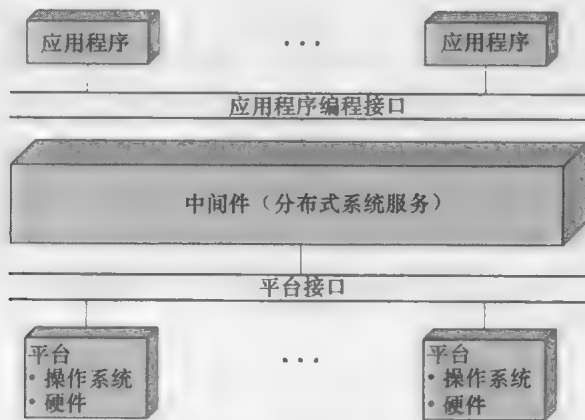 应用程序 ... 应用程序
应用程序编程接口
中间件（分布式系统服务）
平台接口
平台 ... 平台
• 操作系统 • 操作系统
• 硬件 • 硬件